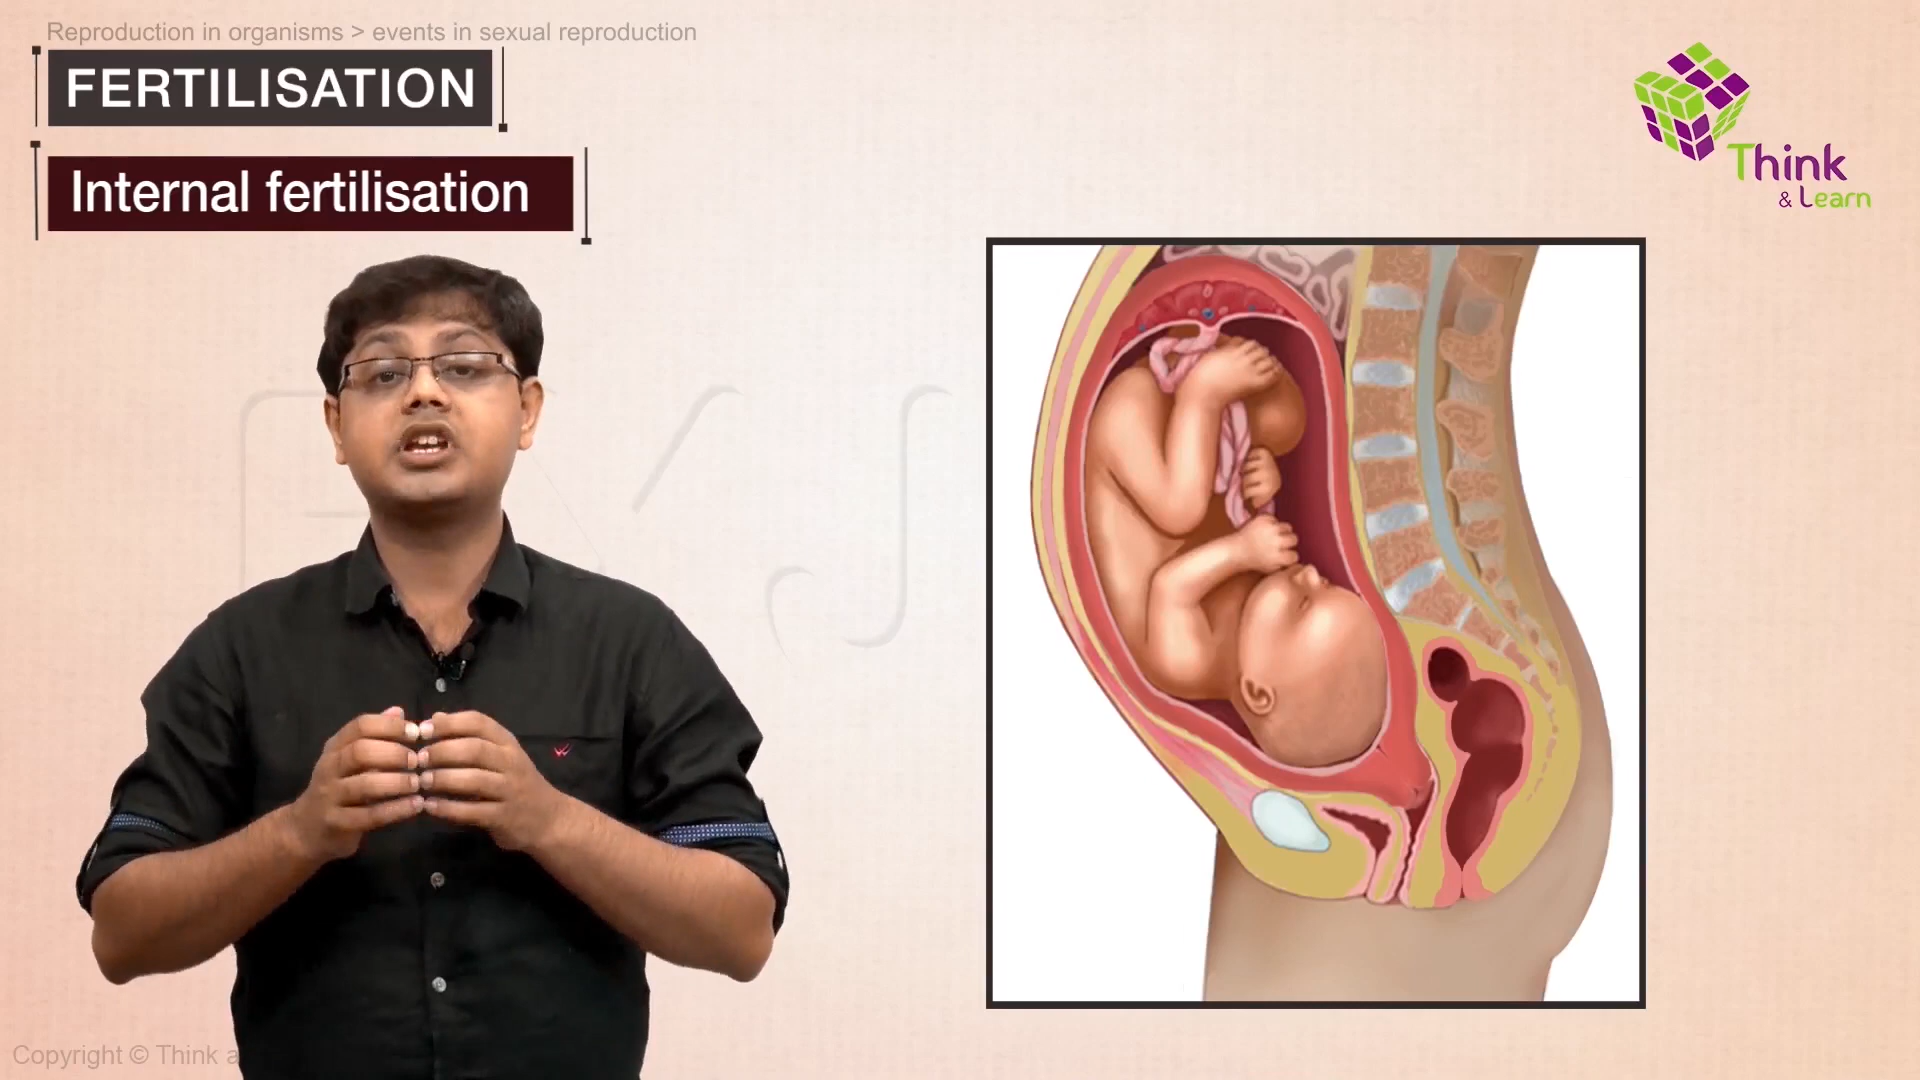 Reproduction in organisms > events in sexual reproduction
FERTILISATION
Internal fertilisation
Think
& Learn
Copyright © Think a